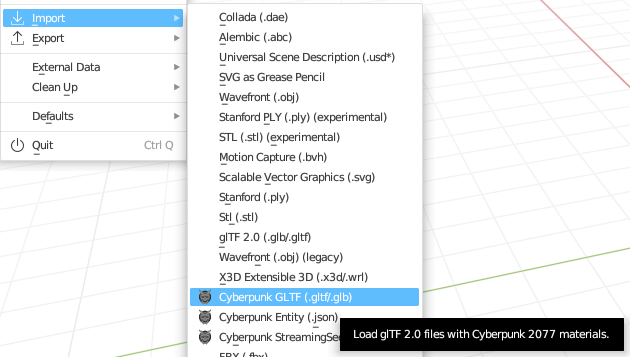 Import
Export
External Data
Clean Up
Defaults
Quit Ctrl Q
Collada (.dae)
Alembic (.abc)
Universal Scene Description (.usd*)
SVG as Grease Pencil
Wavefront (.obj)
Stanford PLY (.ply) (experimental)
STL (.stl) (experimental)
Motion Capture (.bvh)
Scalable Vector Graphics (.svg)
Stanford (.ply)
Stl (.stl)
glTF 2.0 (.glb/.gltf)
Wavefront (.obj) (legacy)
X3D Extensible 3D (.x3d/.wrl)
Cyberpunk GLTF (.gltf/.glb)
Cyberpunk Entity (.json)
Cyberpunk StreamingSe
FBX (.fbx)
Load glTF 2.0 files with Cyberpunk 2077 materials.